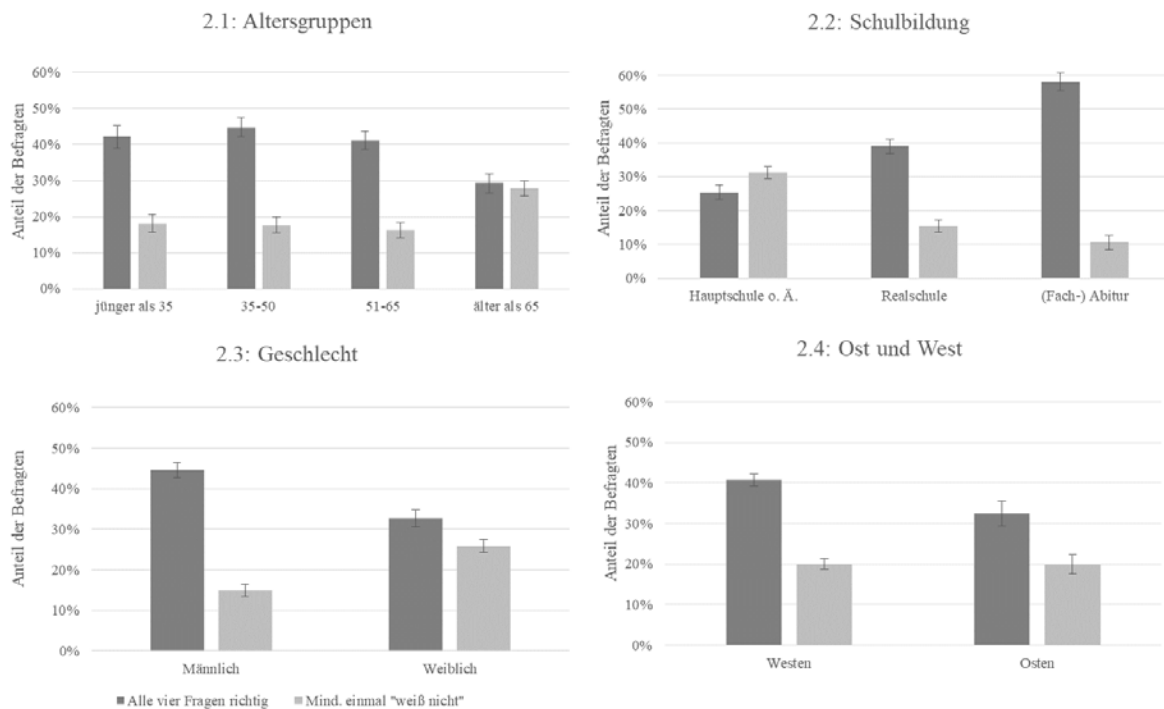 2.1: Altersgruppen
Anteil der Befragten
60%
50%
40%
30%
20%
10%
0%
jünger als 35
35-50
51-65
älter als 65
2.2: Schulbildung
Anteil der Befragten
60%
50%
40%
30%
20%
10%
0%
Hauptschule o. Ä.
Realschule
(Fach-) Abitur
2.3: Geschlecht
Anteil der Befragten
60%
50%
40%
30%
20%
10%
0%
Männlich
Weiblich
Alle vier Fragen richtig
Mind. einmal "weiß nicht"
2.4: Ost und West
Anteil der Befragten
60%
50%
40%
30%
20%
10%
0%
Westen
Osten